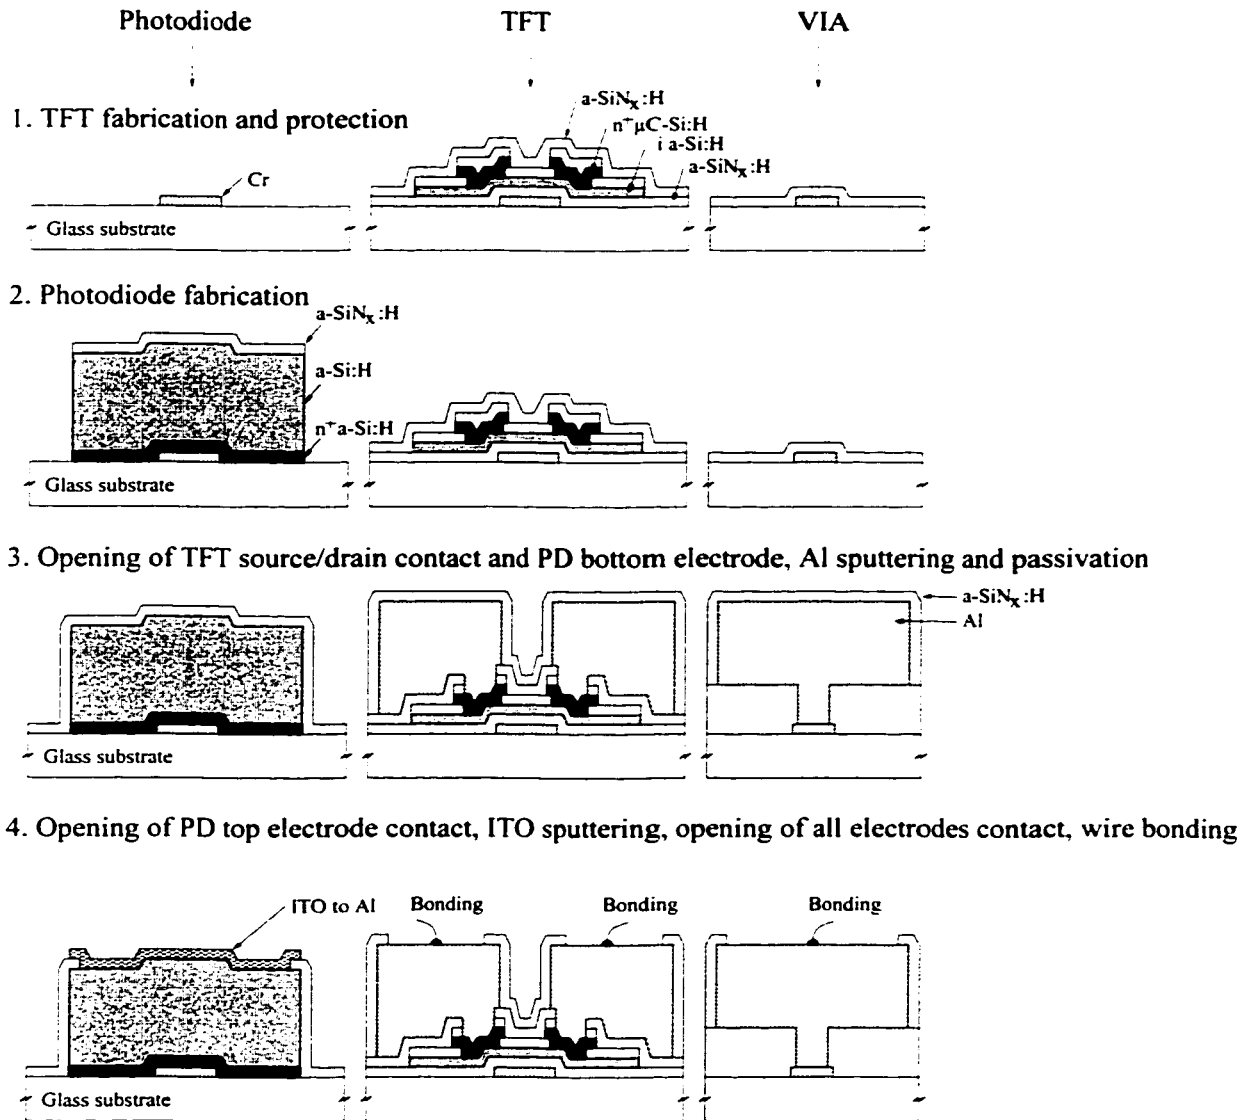 Photodiode TFT VIA
1. TFT fabrication and protection
a-SiNx:H
n+μC-Si:H
i a-Si:H
a-SiNx:H
Cr
Glass substrate
2. Photodiode fabrication
a-SiNx:H
a-Si:H
n+a-Si:H
Glass substrate
3. Opening of TFT source/drain contact and PD bottom electrode, Al sputtering and passivation
a-SiNx:H
Al
Glass substrate
4. Opening of PD top electrode contact, ITO sputtering, opening of all electrodes contact, wire bonding
ITO to Al Bonding Bonding Bonding
Glass substrate